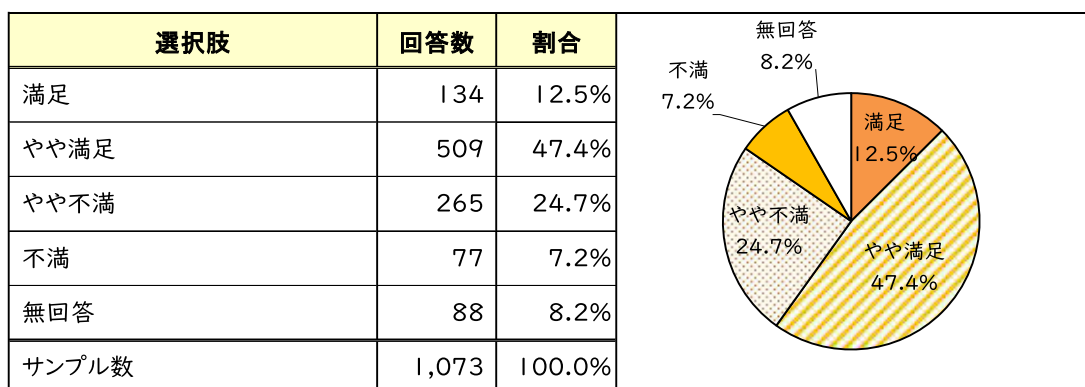 選択肢 回答数 割合
満足 134 12.5%
やや満足 509 47.4%
やや不満 265 24.7%
不満 77 7.2%
無回答 88 8.2%
サンプル数 1,073 100.0%
無回答
8.2%
不満
7.2%
満足
12.5%
やや不満
24.7%
やや満足
47.4%